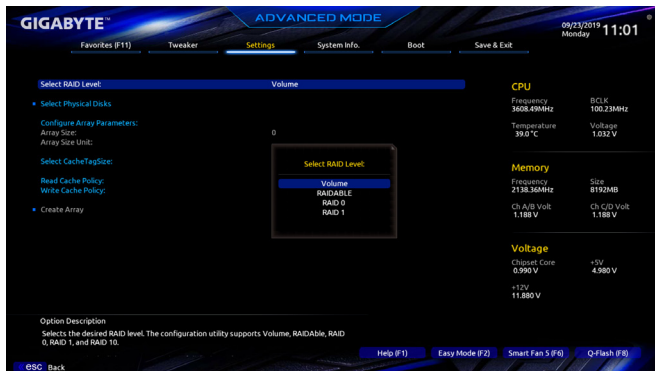 GIGABYTE™
ADVANCED MODE
09/23/2019
Monday
11:01
Favorites (F11) Tweaker Settings System Info. Boot Save & Exit
Select RAID Level: Volume
Select Physical Disks
Configure Array Parameters:
Array Size: 0
Array Size Unit:
Select CacheTagSize:
Read Cache Policy:
Write Cache Policy:
Create Array
Select RAID Level:
Volume
RAIDABLE
RAID 0
RAID 1
CPU
Frequency BCLK
3608.49MHz 100.23MHz
Temperature Voltage
39.0 °C 1.032 V
Memory
Frequency Size
2138.36MHz 8192MB
Ch A/B Volt Ch C/D Volt
1.188 V 1.188 V
Voltage
Chipset Core +5V
0.990 V 4.980 V
+12V
11.880 V
Option Description
Selects the desired RAID level. The configuration utility supports Volume, RAIDAble, RAID
0, RAID 1, and RAID 10.
Help (F1) Easy Mode (F2) Smart Fan 5 (F6) Q-Flash (F8)
esc Back